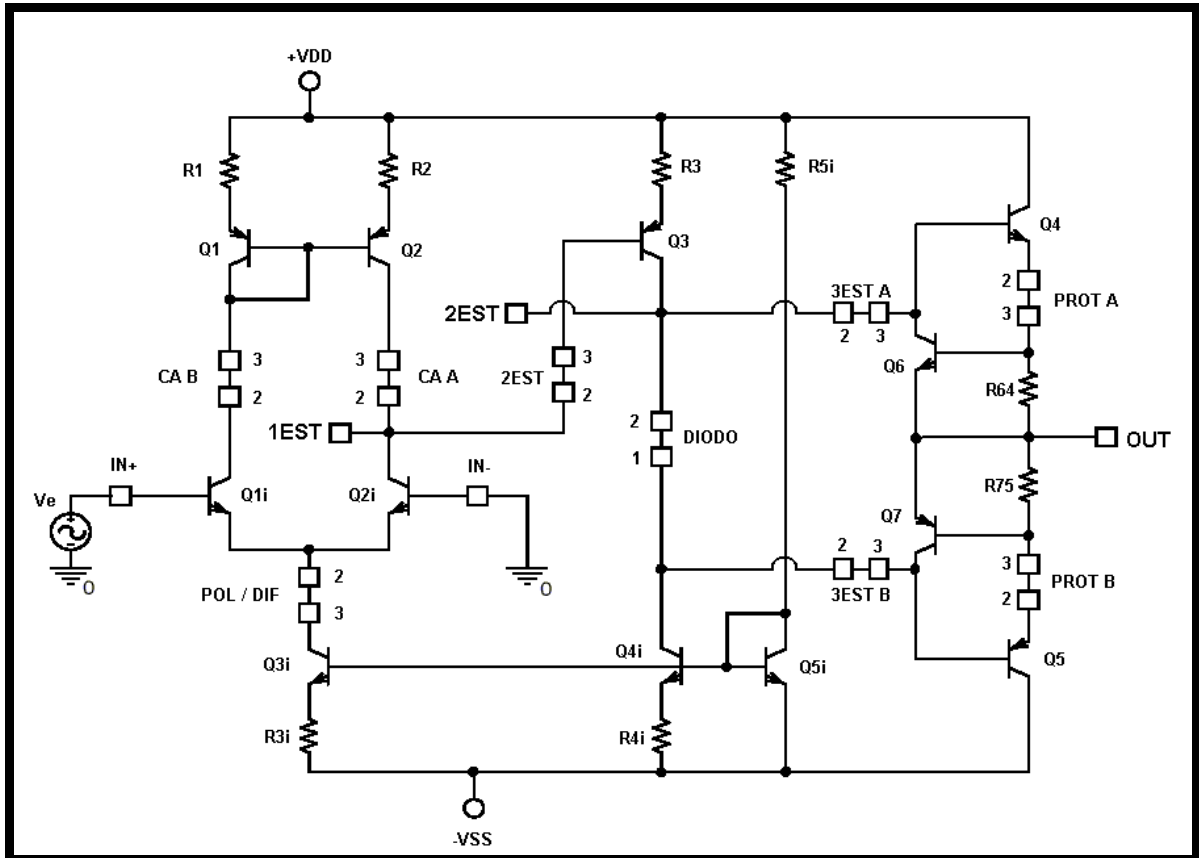 +VDD
R1
R2
R3
R5i
Q1
Q2
Q3
Q4
2EST
3EST A
2
3
2
3
PROT A
Q6
R64
CA B
3
2
3
2
CA A
2EST
3
2
1EST
2
1
DIODO
OUT
IN+
IN-
Ve
Q1i
Q2i
R75
Q7
0
0
POL / DIF
2
3
2
3
3EST B
3
2
PROT B
Q3i
Q4i
Q5i
Q5
R3i
R4i
-VSS